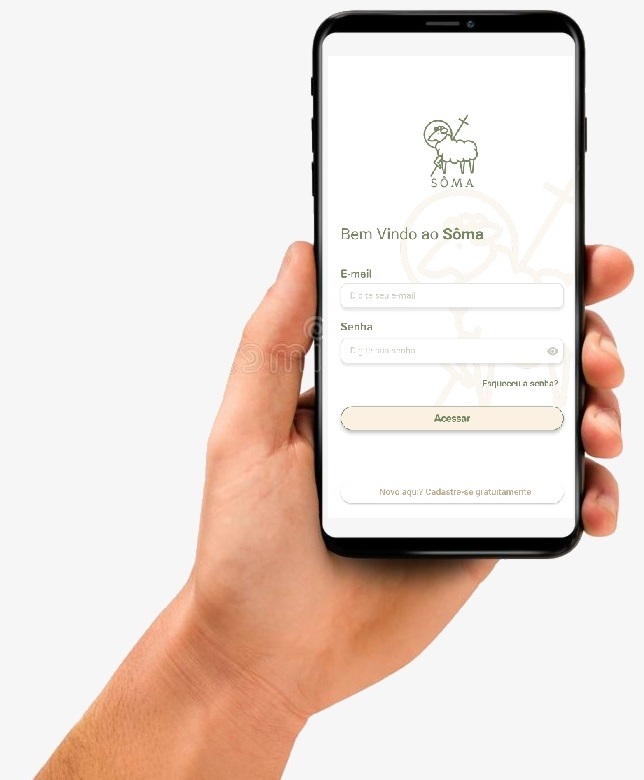 SÔMA
Bem Vindo ao Sôma
E-mail
Digite seu e-mail
Senha
Digite sua senha
Esqueceu a senha?
Acessar
Novo aqui? Cadastre-se gratuitamente